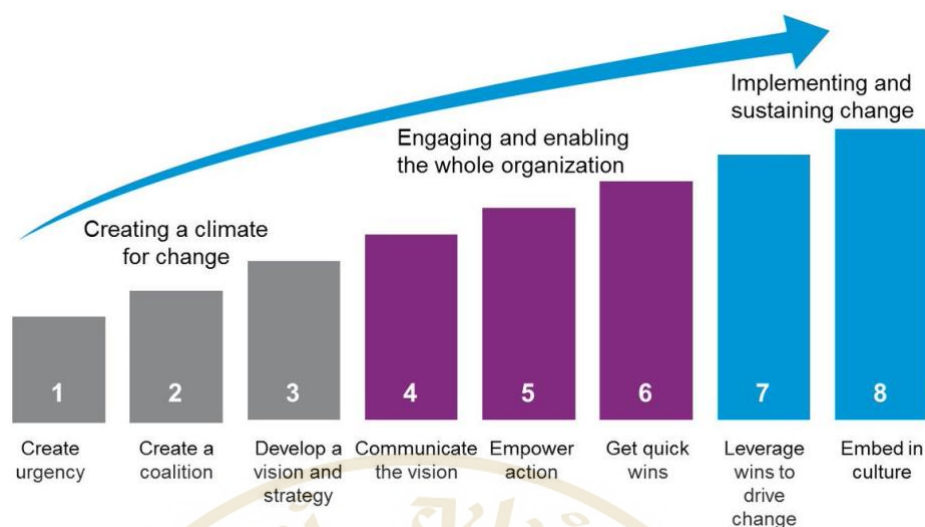 Implementing and
sustaining change
Engaging and enabling
the whole organization
Creating a climate
for change
1
2
3
4
5
6
7
8
Create
urgency
Create a
coalition
Develop a
vision and
strategy
Communicate
the vision
Empower
action
Get quick
wins
Leverage
wins to
drive
change
Embed in
culture